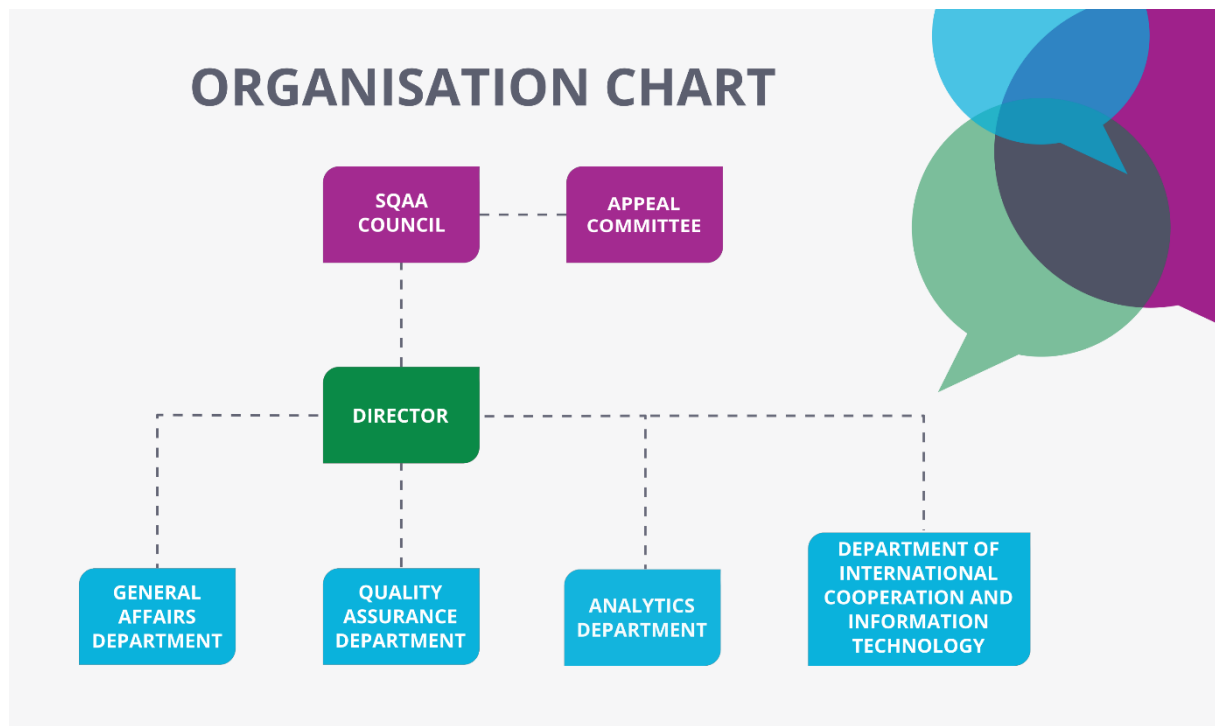 ORGANISATION CHART
SQAA
COUNCIL
APPEAL
COMMITTEE
DIRECTOR
GENERAL
AFFAIRS
DEPARTMENT
QUALITY
ASSURANCE
DEPARTMENT
ANALYTICS
DEPARTMENT
DEPARTMENT OF
INTERNATIONAL
COOPERATION AND
INFORMATION
TECHNOLOGY